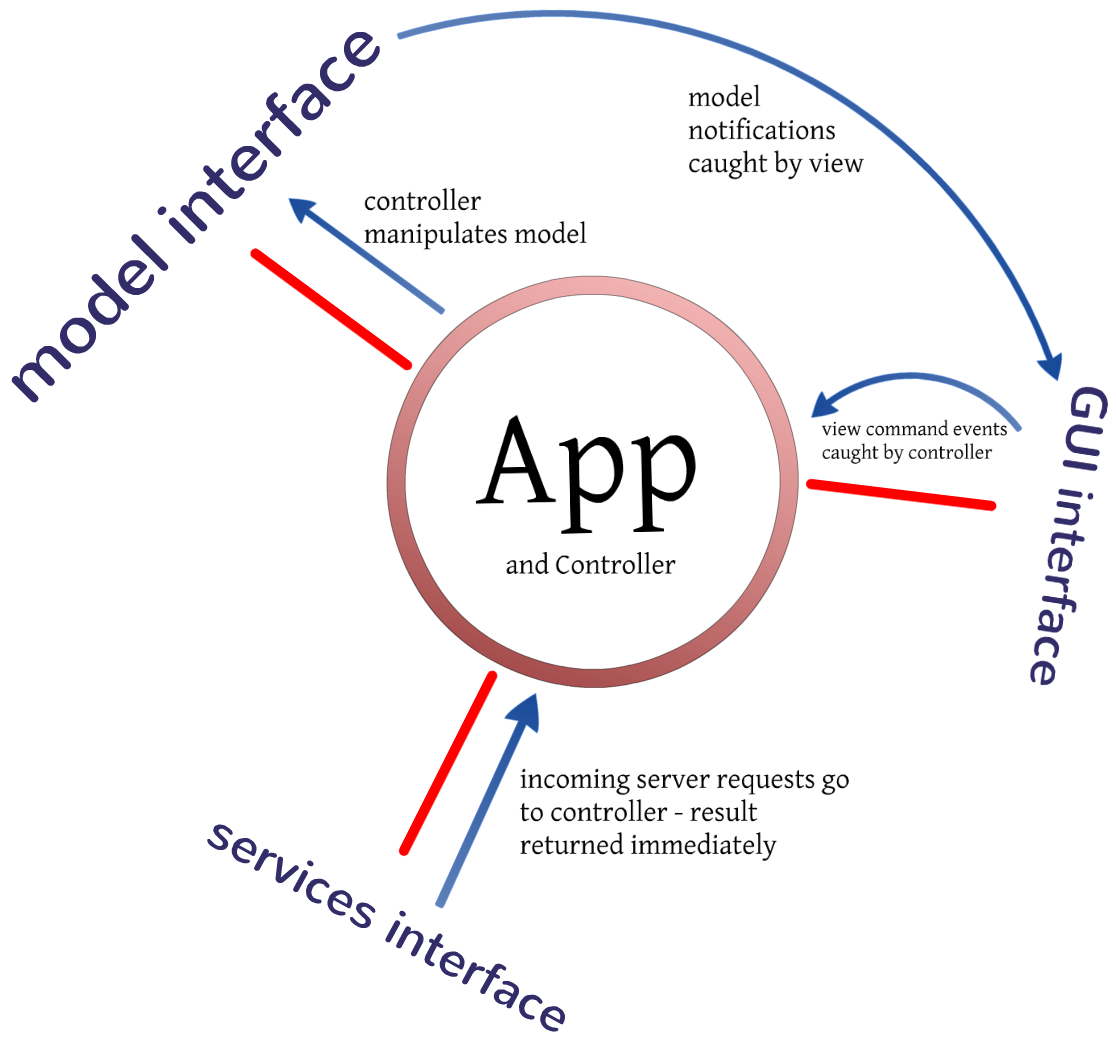 model interface
model
notifications
caught by view
controller
manipulates model
App
and Controller
view command events
caught by controller
GUI interface
incoming server requests go
to controller - result
returned immediately
services interface